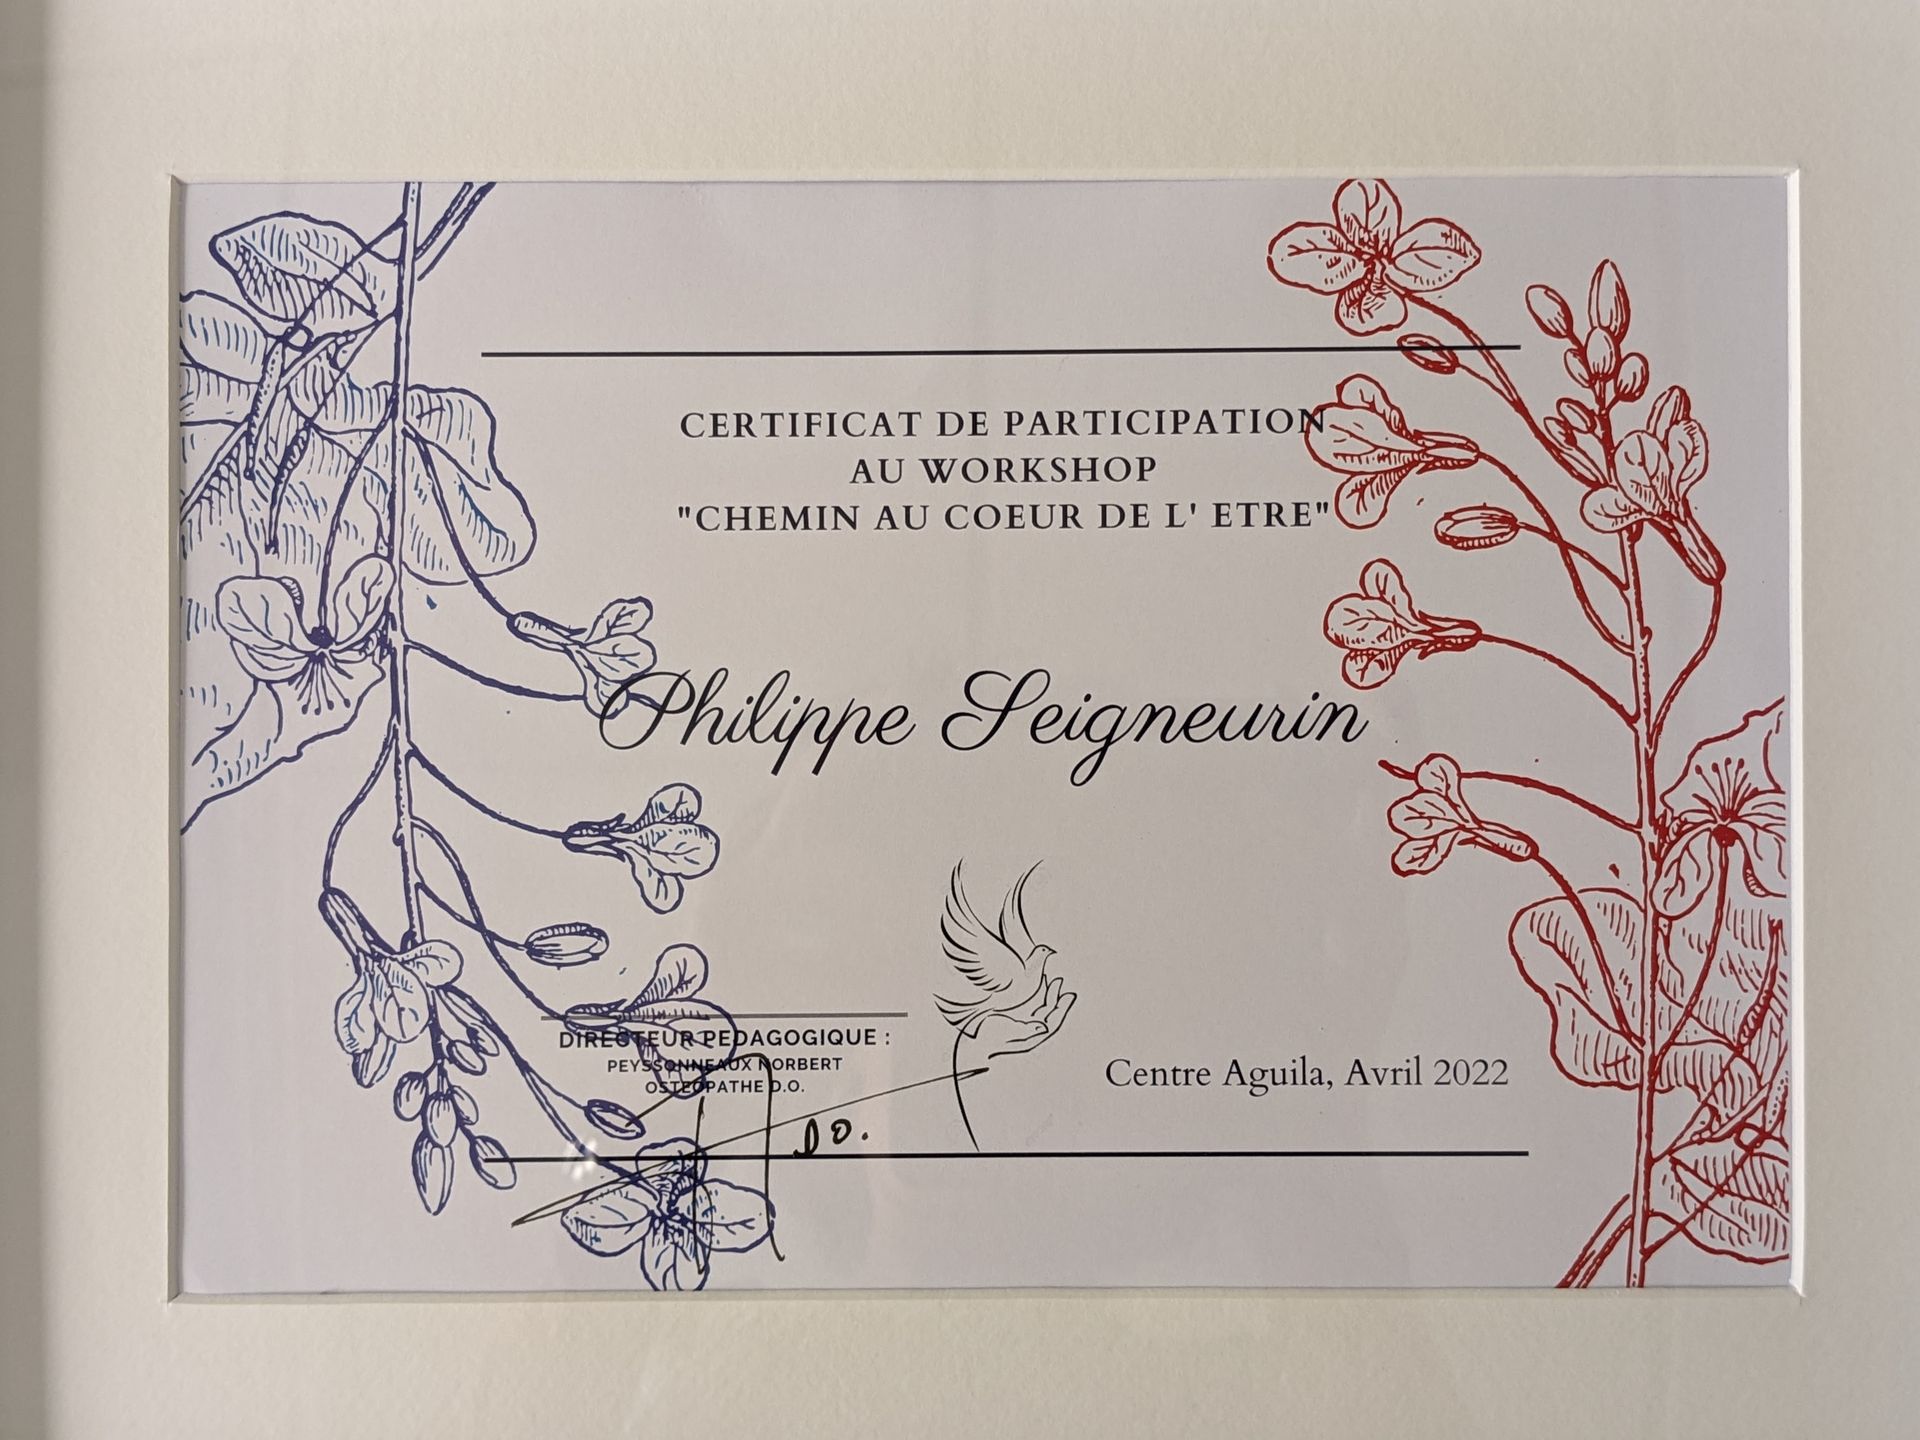 CERTIFICAT DE PARTICIPATION
AU WORKSHOP
"CHEMIN AU COEUR DE L' ETRE"
Philippe Seigneurin
DIRECTEUR PEDAGOGIQUE :
PEYSSONNEAUX NORBERT
OSTEOPATHE D.O.
DO.
Centre Aguila, Avril 2022